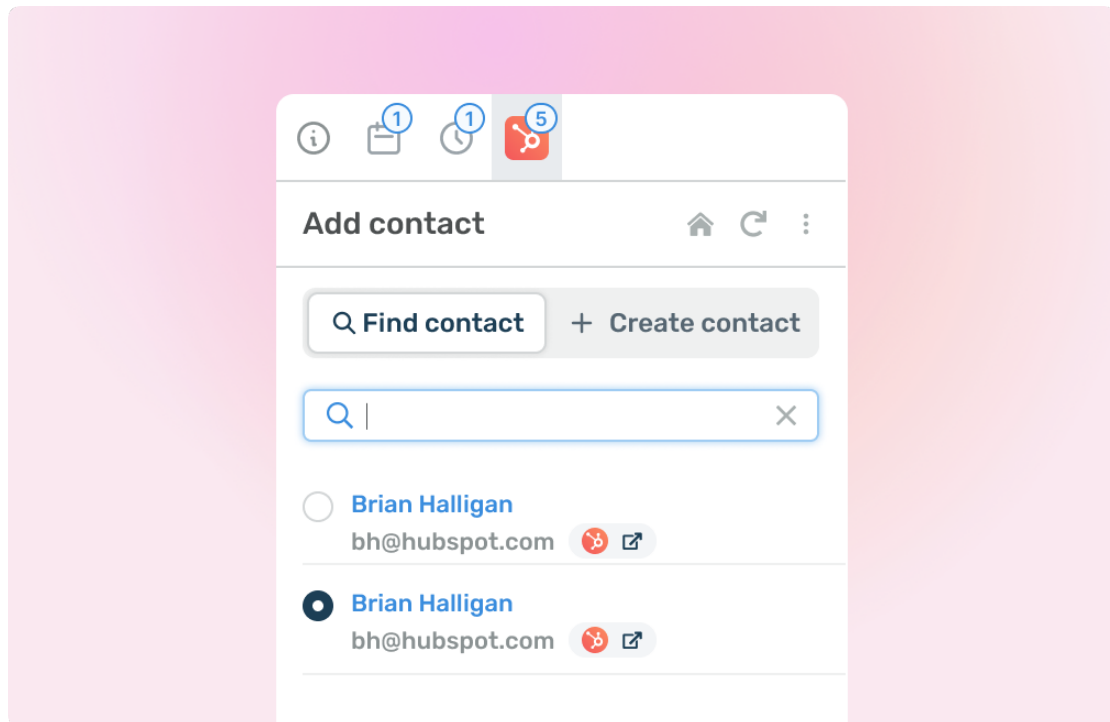 1 1 5
Add contact
Find contact + Create contact
Brian Halligan
bh@hubspot.com
Brian Halligan
bh@hubspot.com